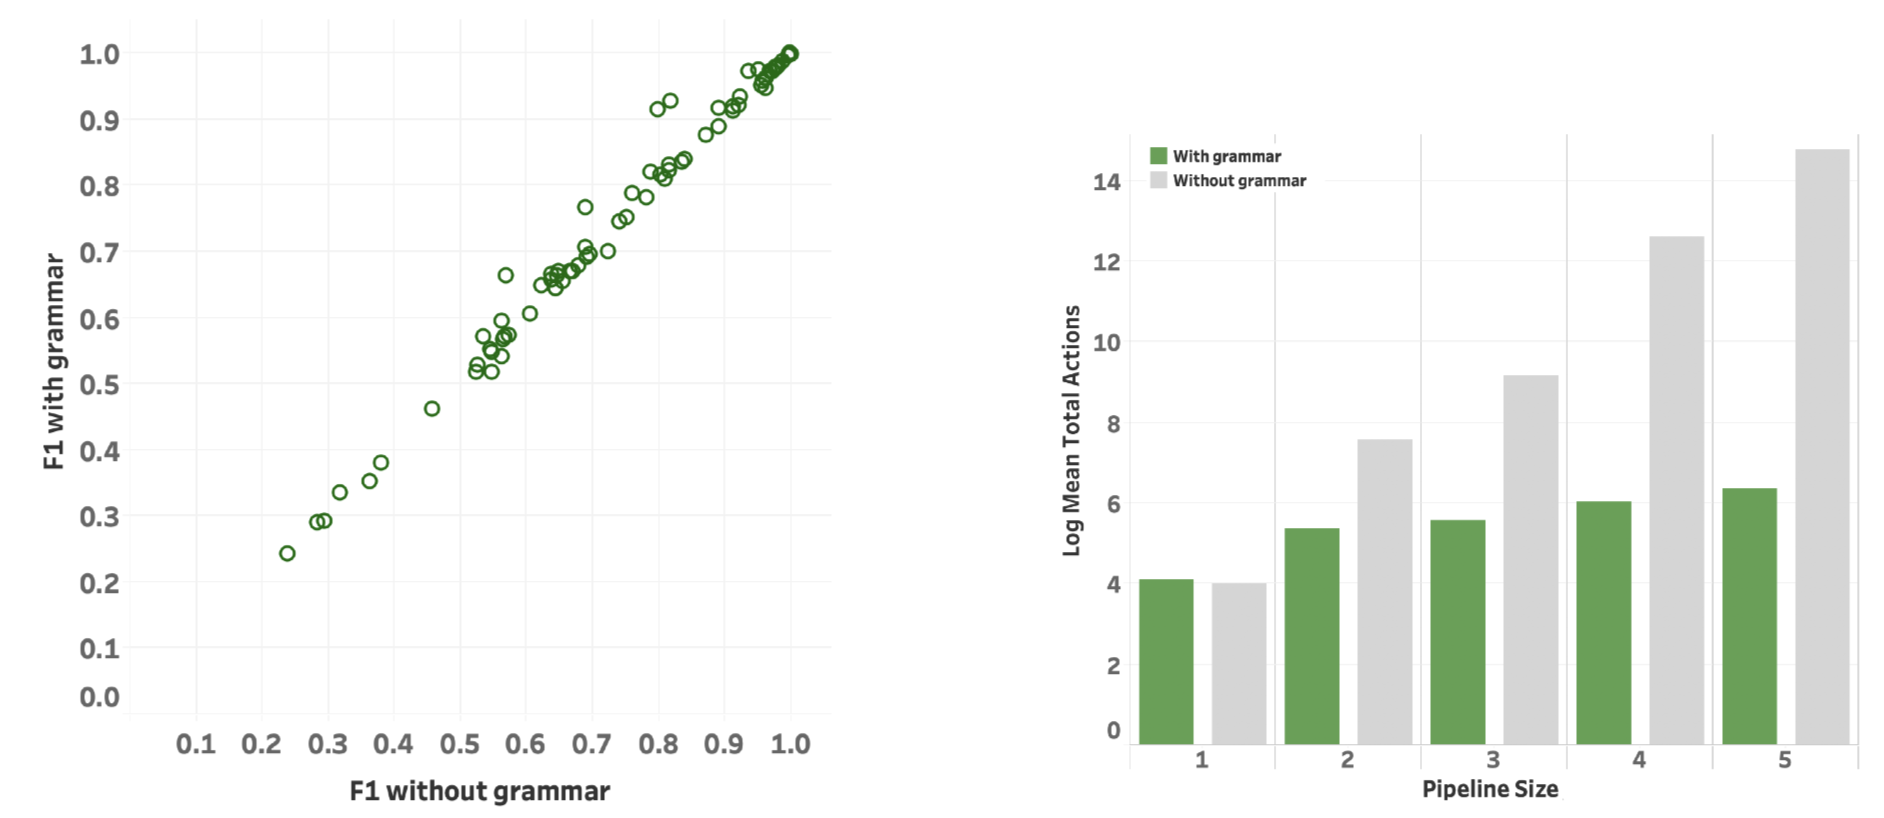 1.0
0.9
0.8
0.7
0.6
0.5
0.4
0.3
0.2
0.1
0.0
F1 with grammar
0.1 0.2 0.3 0.4 0.5 0.6 0.7 0.8 0.9 1.0
F1 without grammar
With grammar
Without grammar
14
12
10
8
6
4
2
0
Log Mean Total Actions
1 2 3 4 5
Pipeline Size